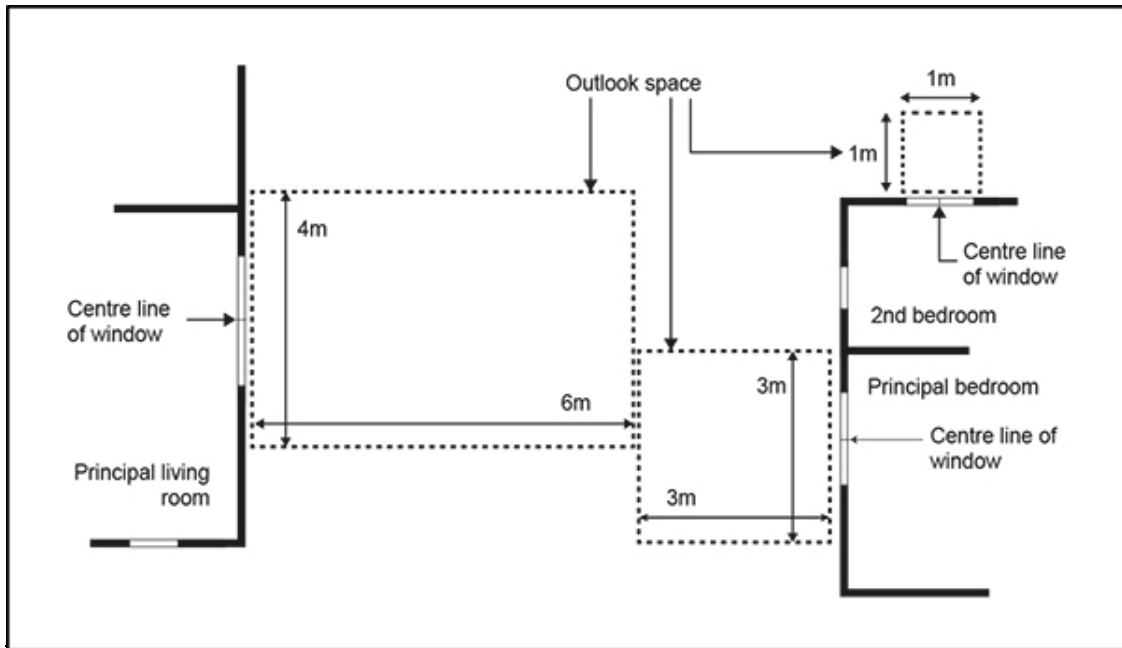 Outlook space
1m
1m
4m
Centre line
of window
Centre line
of window
2nd bedroom
Principal bedroom
3m
6m
Centre line of
window
Principal living
room
3m